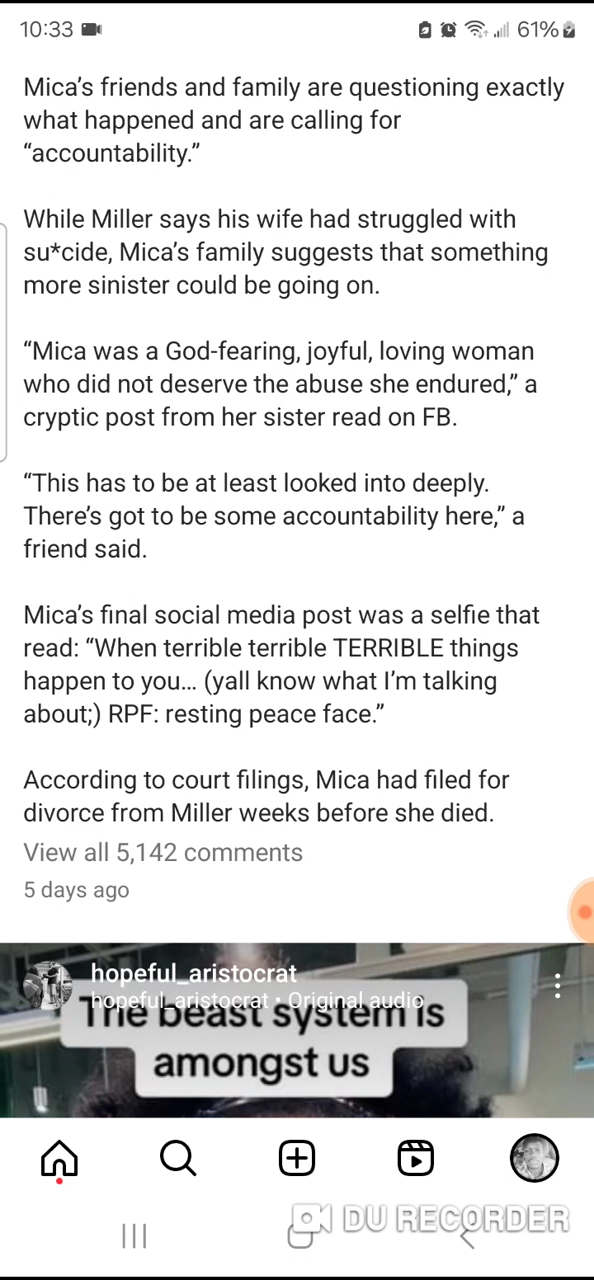 10:33
61%
Mica’s friends and family are questioning exactly
what happened and are calling for
“accountability.”
While Miller says his wife had struggled with
su*cide, Mica’s family suggests that something
more sinister could be going on.
“Mica was a God-fearing, joyful, loving woman
who did not deserve the abuse she endured,” a
cryptic post from her sister read on FB.
“This has to be at least looked into deeply.
There’s got to be some accountability here,” a
friend said.
Mica’s final social media post was a selfie that
read: “When terrible terrible TERRIBLE things
happen to you… (yall know what I’m talking
about;) RPF: resting peace face.”
According to court filings, Mica had filed for
divorce from Miller weeks before she died.
View all 5,142 comments
5 days ago
hopeful_aristocrat
hopeful_aristocrat • Original audio
The beast system is
amongst us
DU RECORDER